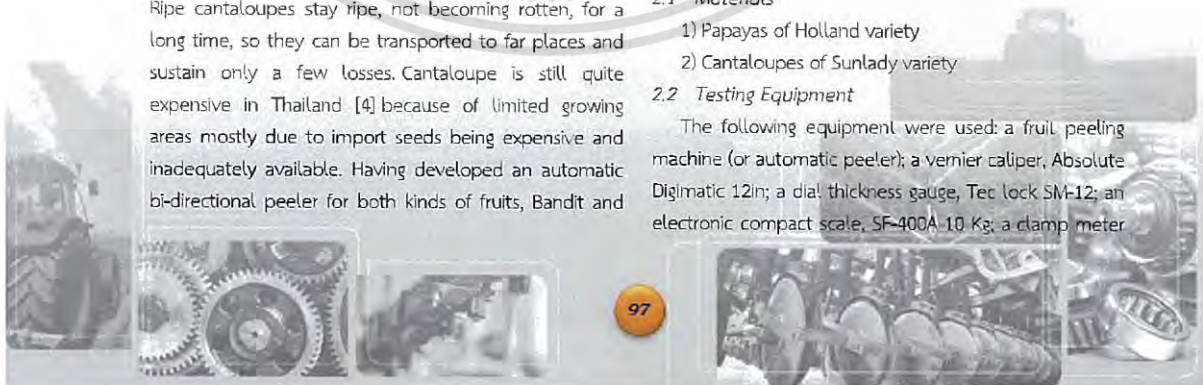 Ripe cantaloupes stay ripe, not becoming rotten, for a
long time, so they can be transported to far places and
sustain only a few losses. Cantaloupe is still quite
expensive in Thailand [4] because of limited growing
areas mostly due to import seeds being expensive and
inadequately available. Having developed an automatic
bi-directional peeler for both kinds of fruits, Bandit and
2.1 Materials
1) Papayas of Holland variety
2) Cantaloupes of Sunlady variety
2.2 Testing Equipment
The following equipment were used: a fruit peeling
machine (or automatic peeler); a vernier caliper, Absolute
Digimatic 12in; a dial thickness gauge, Tec lock SM-12; an
electronic compact scale, SF-400A 10 Kg; a clamp meter
97